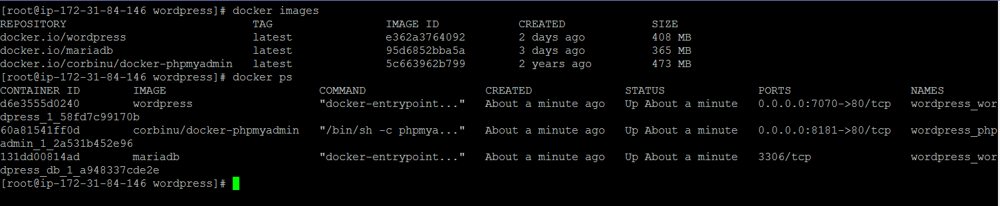 [root@ip-172-31-84-146 wordpress]# docker images
REPOSITORY                            TAG                 IMAGE ID            CREATED             SIZE
docker.io/wordpress                   latest              e362a3764092        2 days ago          408 MB
docker.io/mariadb                     latest              95d6852bba5a        3 days ago          365 MB
docker.io/corbinu/docker-phpmyadmin   latest              5c663962b799        2 years ago         473 MB
[root@ip-172-31-84-146 wordpress]# docker ps
CONTAINER ID        IMAGE                       COMMAND                  CREATED              STATUS              PORTS                  NAMES
d6e3555d0240        wordpress                   "docker-entrypoint..."   About a minute ago   Up About a minute   0.0.0.0:7070->80/tcp   wordpress_wor
dpress_1_58fd7c99170b
60a81541ff0d        corbinu/docker-phpmyadmin   "/bin/sh -c phpmya..."   About a minute ago   Up About a minute   0.0.0.0:8181->80/tcp   wordpress_php
admin_1_2a531b452e96
131dd00814ad        mariadb                     "docker-entrypoint..."   About a minute ago   Up About a minute   3306/tcp               wordpress_wor
dpress_db_1_a948337cde2e
[root@ip-172-31-84-146 wordpress]#